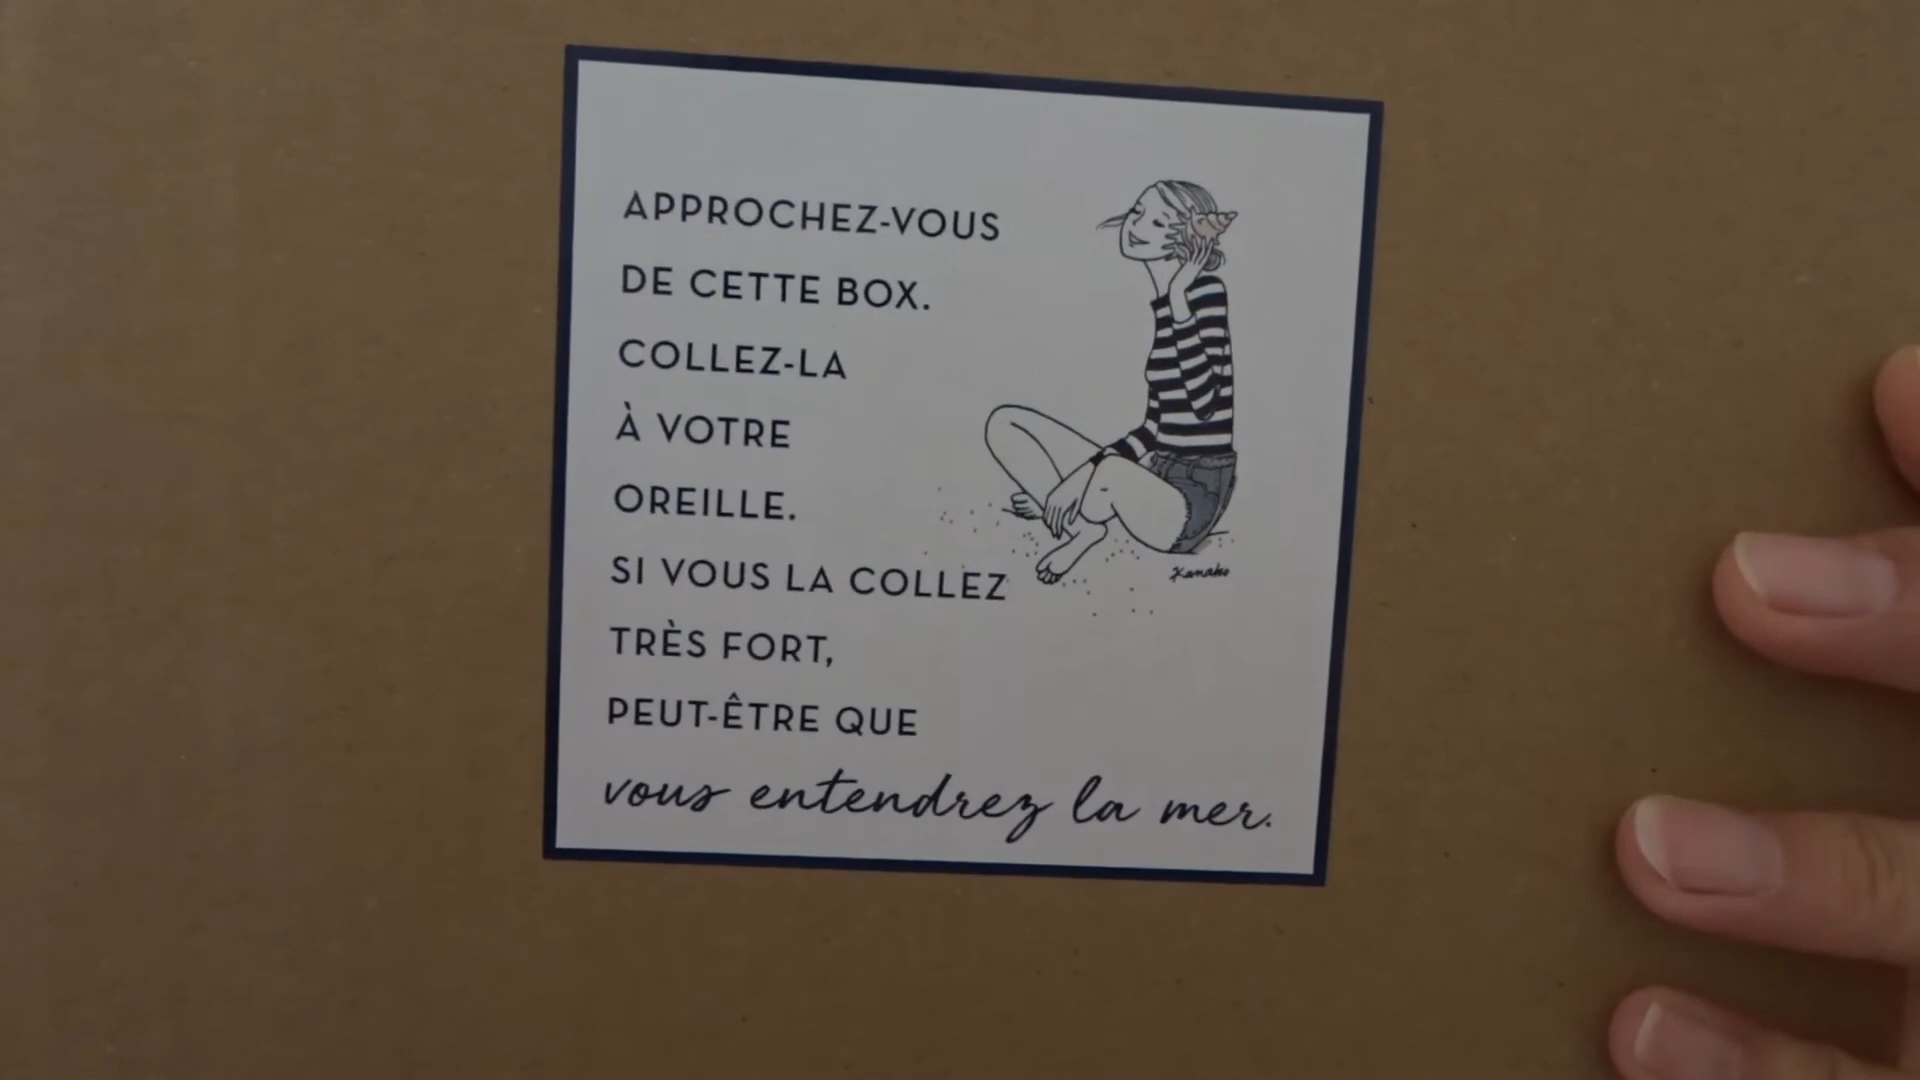 APPROCHEZ-VOUS
DE CETTE BOX.
COLLEZ-LA
À VOTRE
OREILLE.
SI VOUS LA COLLEZ
TRÈS FORT,
PEUT-ÊTRE QUE
vous entendrez la mer.
Kanako